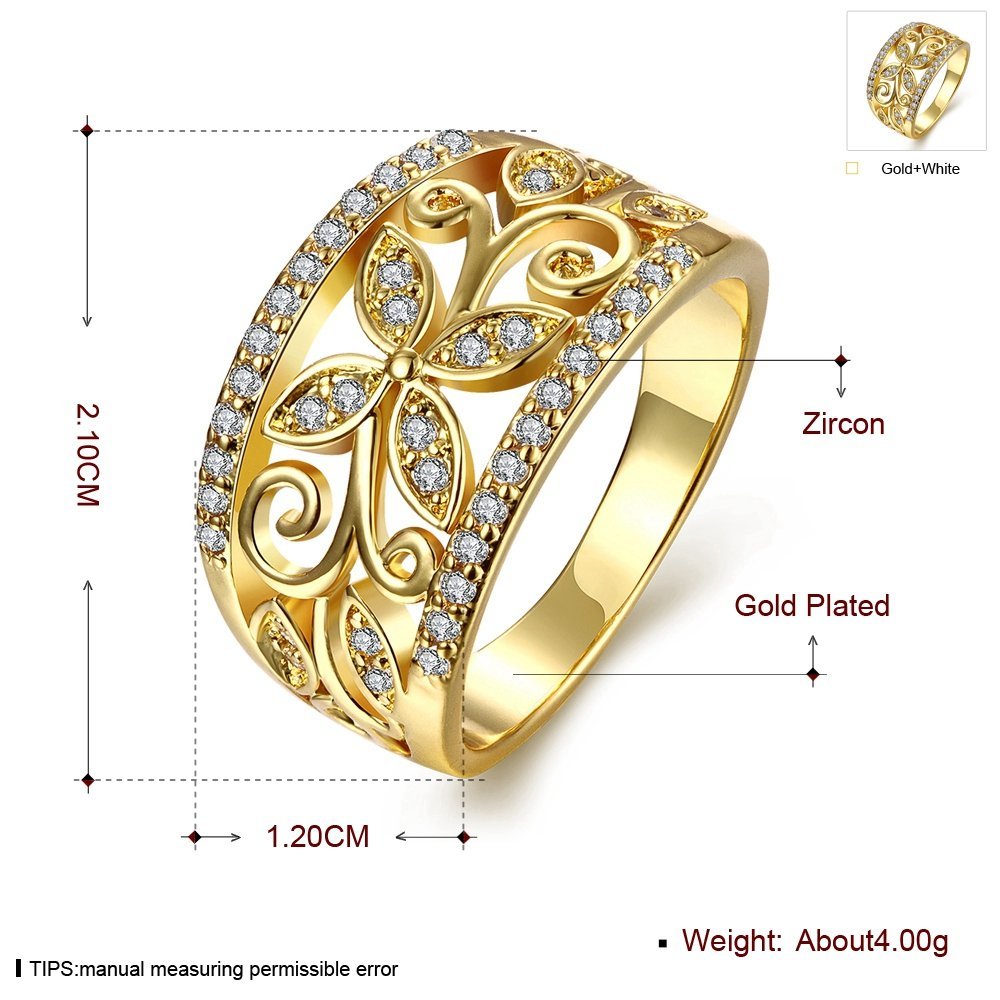 Gold+White
2.10CM
Zircon
Gold Plated
1.20CM
Weight: About4.00g
TIPS:manual measuring permissible error